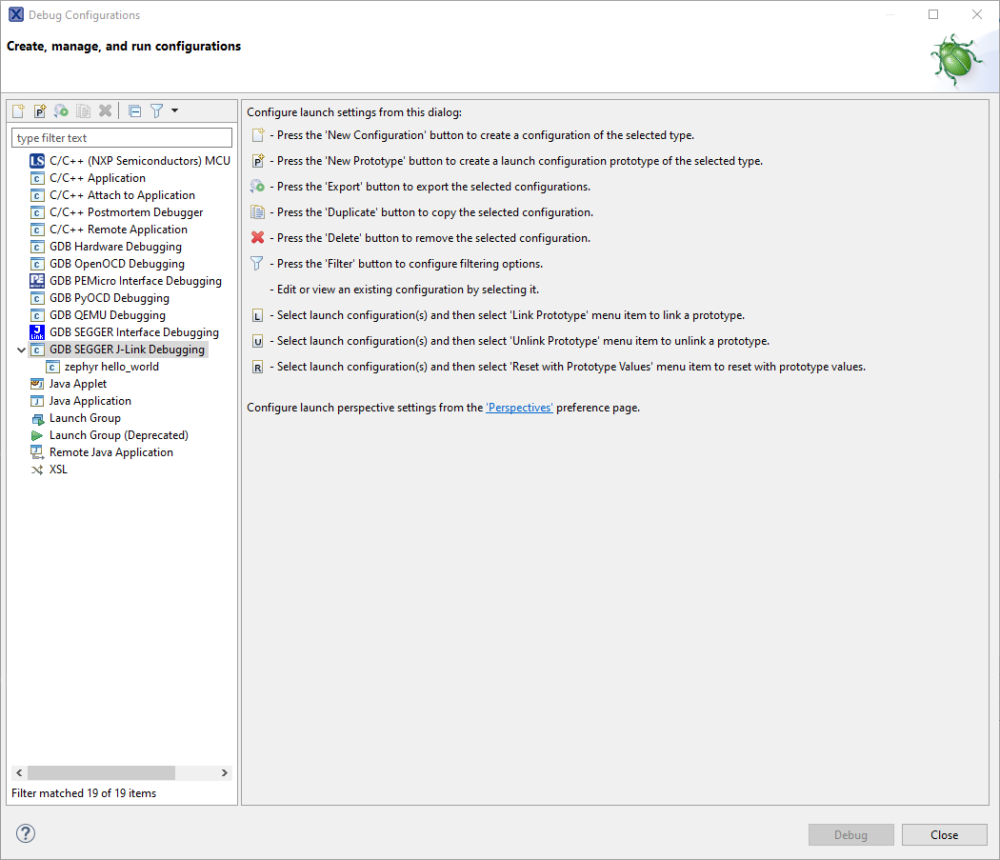 Debug Configurations
Create, manage, and run configurations
type filter text
C/C++ (NXP Semiconductors) MCU
C/C++ Application
C/C++ Attach to Application
C/C++ Postmortem Debugger
C/C++ Remote Application
GDB Hardware Debugging
GDB OpenOCD Debugging
GDB PEMicro Interface Debugging
GDB PyOCD Debugging
GDB QEMU Debugging
GDB SEGGER Interface Debugging
GDB SEGGER J-Link Debugging
zephyr hello_world
Java Applet
Java Application
Launch Group
Launch Group (Deprecated)
Remote Java Application
XSL
Filter matched 19 of 19 items
Configure launch settings from this dialog:
- Press the 'New Configuration' button to create a configuration of the selected type.
- Press the 'New Prototype' button to create a launch configuration prototype of the selected type.
- Press the 'Export' button to export the selected configurations.
- Press the 'Duplicate' button to copy the selected configuration.
- Press the 'Delete' button to remove the selected configuration.
- Press the 'Filter' button to configure filtering options.
- Edit or view an existing configuration by selecting it.
- Select launch configuration(s) and then select 'Link Prototype' menu item to link a prototype.
- Select launch configuration(s) and then select 'Unlink Prototype' menu item to unlink a prototype.
- Select launch configuration(s) and then select 'Reset with Prototype Values' menu item to reset with prototype values.
Configure launch perspective settings from the 'Perspectives' preference page.
Debug
Close